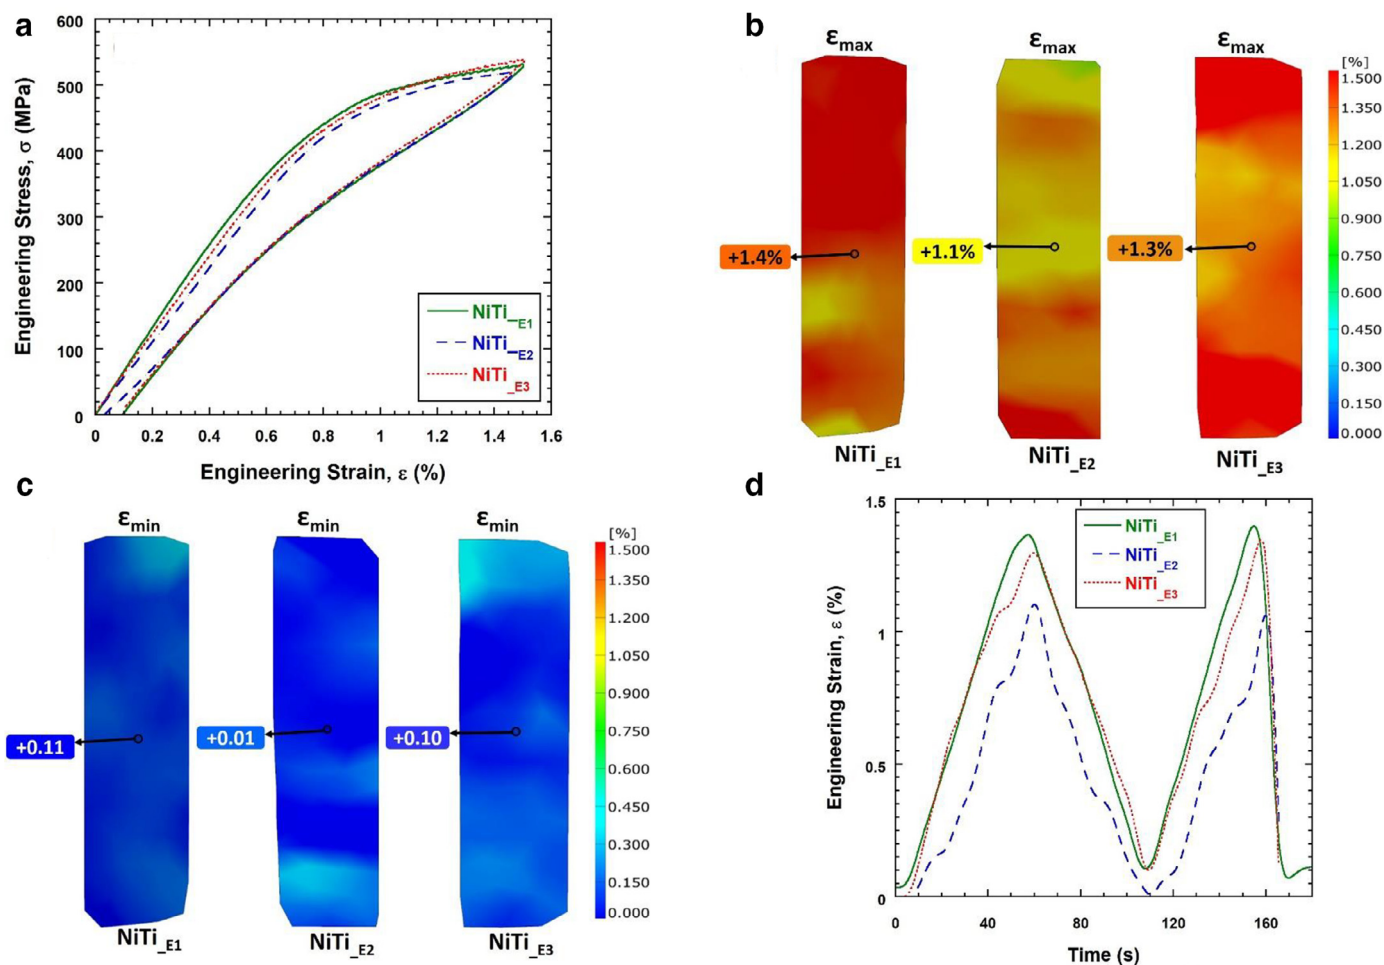 a
600
500
400
300
200
100
0
Engineering Stress, σ (MPa)
0 0.2 0.4 0.6 0.8 1 1.2 1.4 1.6
Engineering Strain, ε (%)
NiTi_E1
NiTi_E2
NiTi_E3
b
εmax εmax εmax
[%]
1.500
1.350
1.200
1.050
0.900
0.750
0.600
0.450
0.300
0.150
0.000
+1.4% +1.1% +1.3%
NiTi_E1 NiTi_E2 NiTi_E3
c
εmin εmin εmin
[%]
1.500
1.350
1.200
1.050
0.900
0.750
0.600
0.450
0.300
0.150
0.000
+0.11 +0.01 +0.10
NiTi_E1 NiTi_E2 NiTi_E3
d
1.5
1
0.5
0
Engineering Strain, ε (%)
0 40 80 120 160
Time (s)
NiTi_E1
NiTi_E2
NiTi_E3